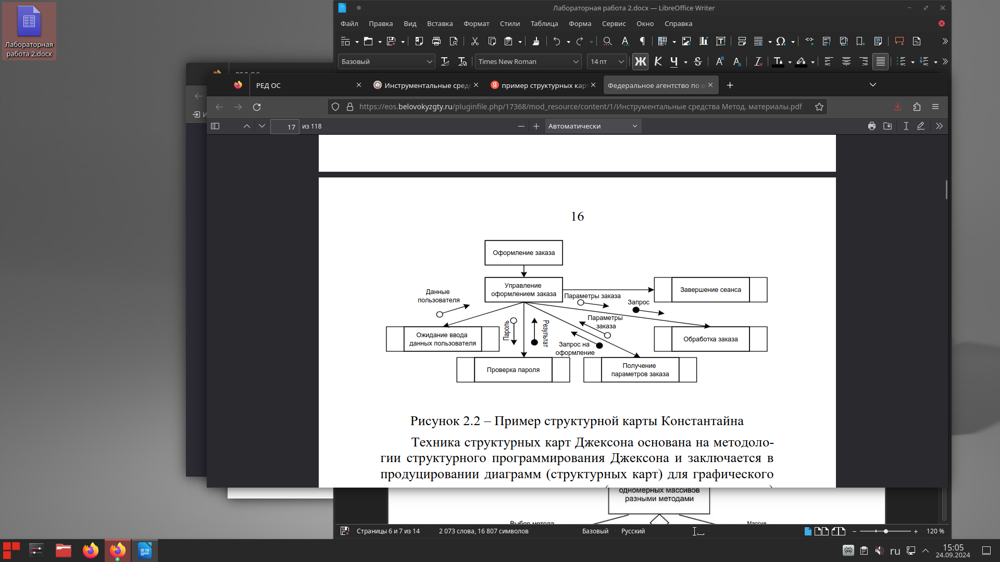 Лабораторная
работа 2.docx
Лабораторная работа 2.docx — LibreOffice Writer
Файл Правка Вид Вставка Формат Стили Таблица Форма Сервис Окно Справка
Базовый
Times New Roman
14 пт
Ж К Ч S
РЕД ОС
Инструментальные сред
пример структурных карт
Федеральное агентство по о
https://eos.belovokyzgty.ru/pluginfile.php/17368/mod_resource/content/1/Инструментальные средства Метод. материалы.pdf
17 из 118
Автоматически
16
Оформление заказа
Управление
оформлением заказа
Завершение сеанса
Данные
пользователя
Параметры заказа
Запрос
Параметры
заказа
Пароль
Результат
Запрос на
оформление
Ожидание ввода
данных пользователя
Обработка заказа
Проверка пароля
Получение
параметров заказа
Рисунок 2.2 – Пример структурной карты Константайна
Техника структурных карт Джексона основана на методоло-
гии структурного программирования Джексона и заключается в
продуцировании диаграмм (структурных карт) для графического
одномерных массивов
разными методами
Выбор метода
Массив
Страницы 6 и 7 из 14
2 073 слова, 16 807 символов
Базовый
Русский
120 %
ru
15:05
24.09.2024